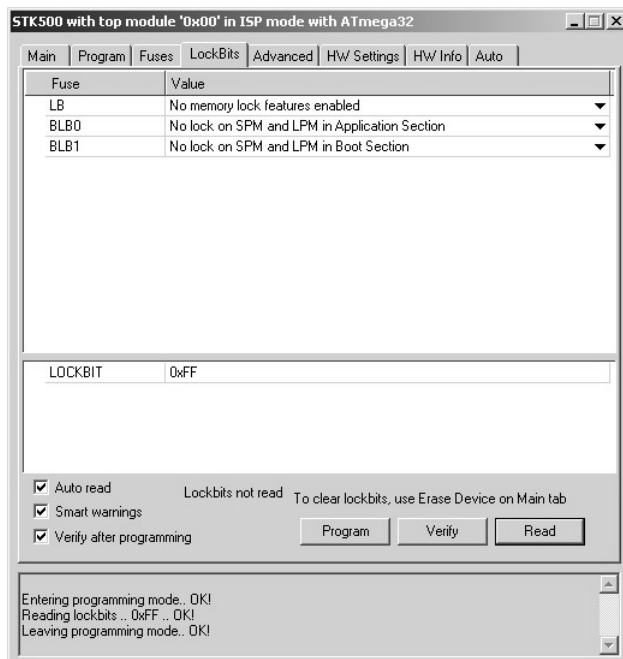 STK500 with top module '0x00' in ISP mode with ATmega32
Main Program Fuses LockBits Advanced HW Settings HW Info Auto
Fuse Value
LB No memory lock features enabled
BLB0 No lock on SPM and LPM in Application Section
BLB1 No lock on SPM and LPM in Boot Section
LOCKBIT 0xFF
Auto read
Lockbits not read
To clear lockbits, use Erase Device on Main tab
Smart warnings
Verify after programming
Program Verify Read
Entering programming mode.. OK!
Reading lockbits .. 0xFF .. OK!
Leaving programming mode.. OK!